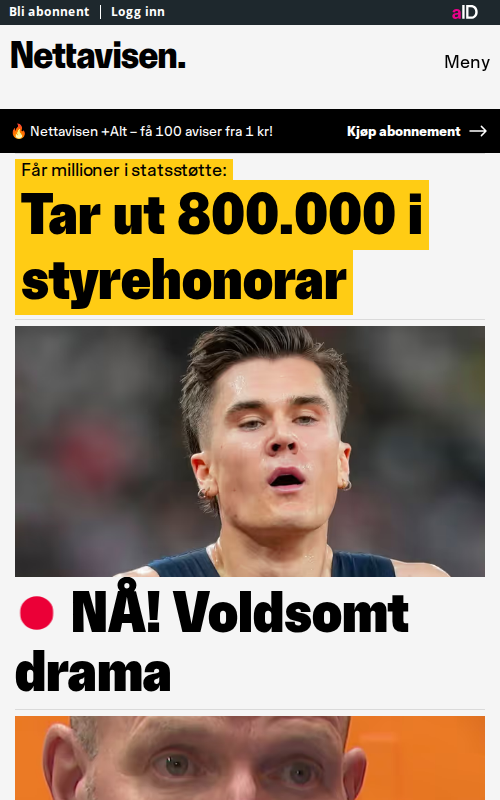 Bli abonnent | Logg inn
aID
Nettavisen.
Meny
🔥 Nettavisen +Alt – få 100 aviser fra 1 kr!
Kjøp abonnement →
Får millioner i statsstøtte:
Tar ut 800.000 i
styrehonorar
NÅ! Voldsomt
drama